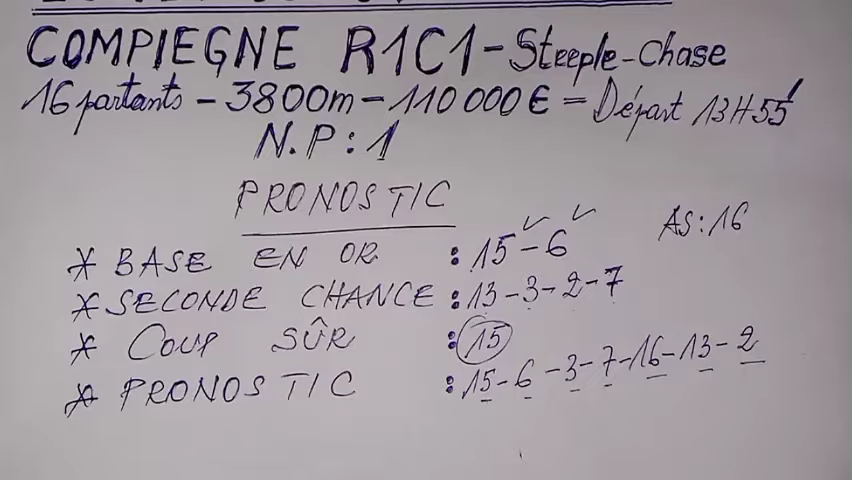 COMPIEGNE R1C1-Steeple-chase
16 partants - 3800m - 110 000€ = Départ 13H55'
N.P: 1
PRONOSTIC
AS: 16
* BASE EN OR : 15-6
* SECONDE CHANCE : 13-3-2-7
* COUP SÛR : 15
* PRONOSTIC : 15-6-3-7-16-13-2